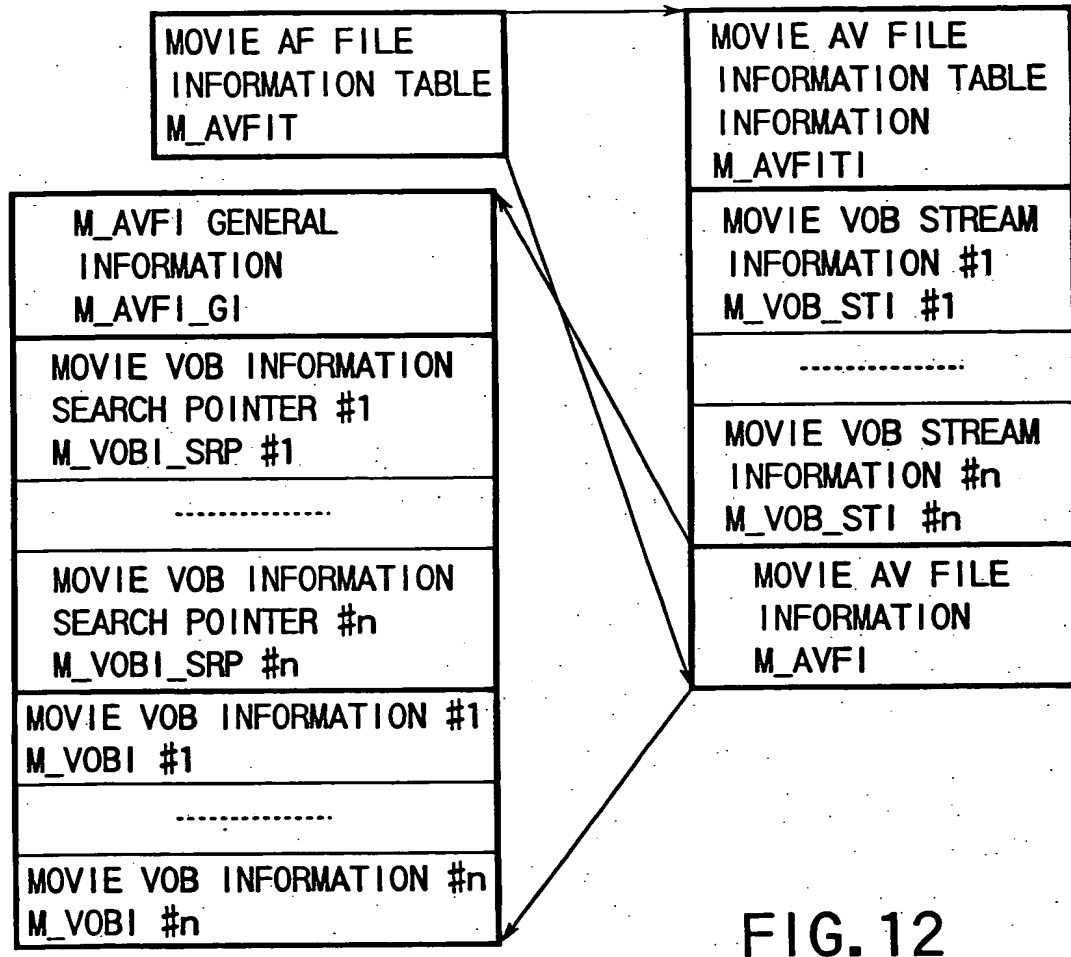 MOVIE AF FILE
INFORMATION TABLE
M_AVFIT
MOVIE AV FILE
INFORMATION TABLE
INFORMATION
M_AVFITI
MOVIE VOB STREAM
INFORMATION #1
M_VOB_STI #1
MOVIE VOB STREAM
INFORMATION #n
M_VOB_STI #n
MOVIE AV FILE
INFORMATION
M_AVFI
M_AVFI GENERAL
INFORMATION
M_AVFI_GI
MOVIE VOB INFORMATION
SEARCH POINTER #1
M_VOBI_SRP #1
MOVIE VOB INFORMATION
SEARCH POINTER #n
M_VOBI_SRP #n
MOVIE VOB INFORMATION #1
M_VOBI #1
MOVIE VOB INFORMATION #n
M_VOBI #n
FIG.12